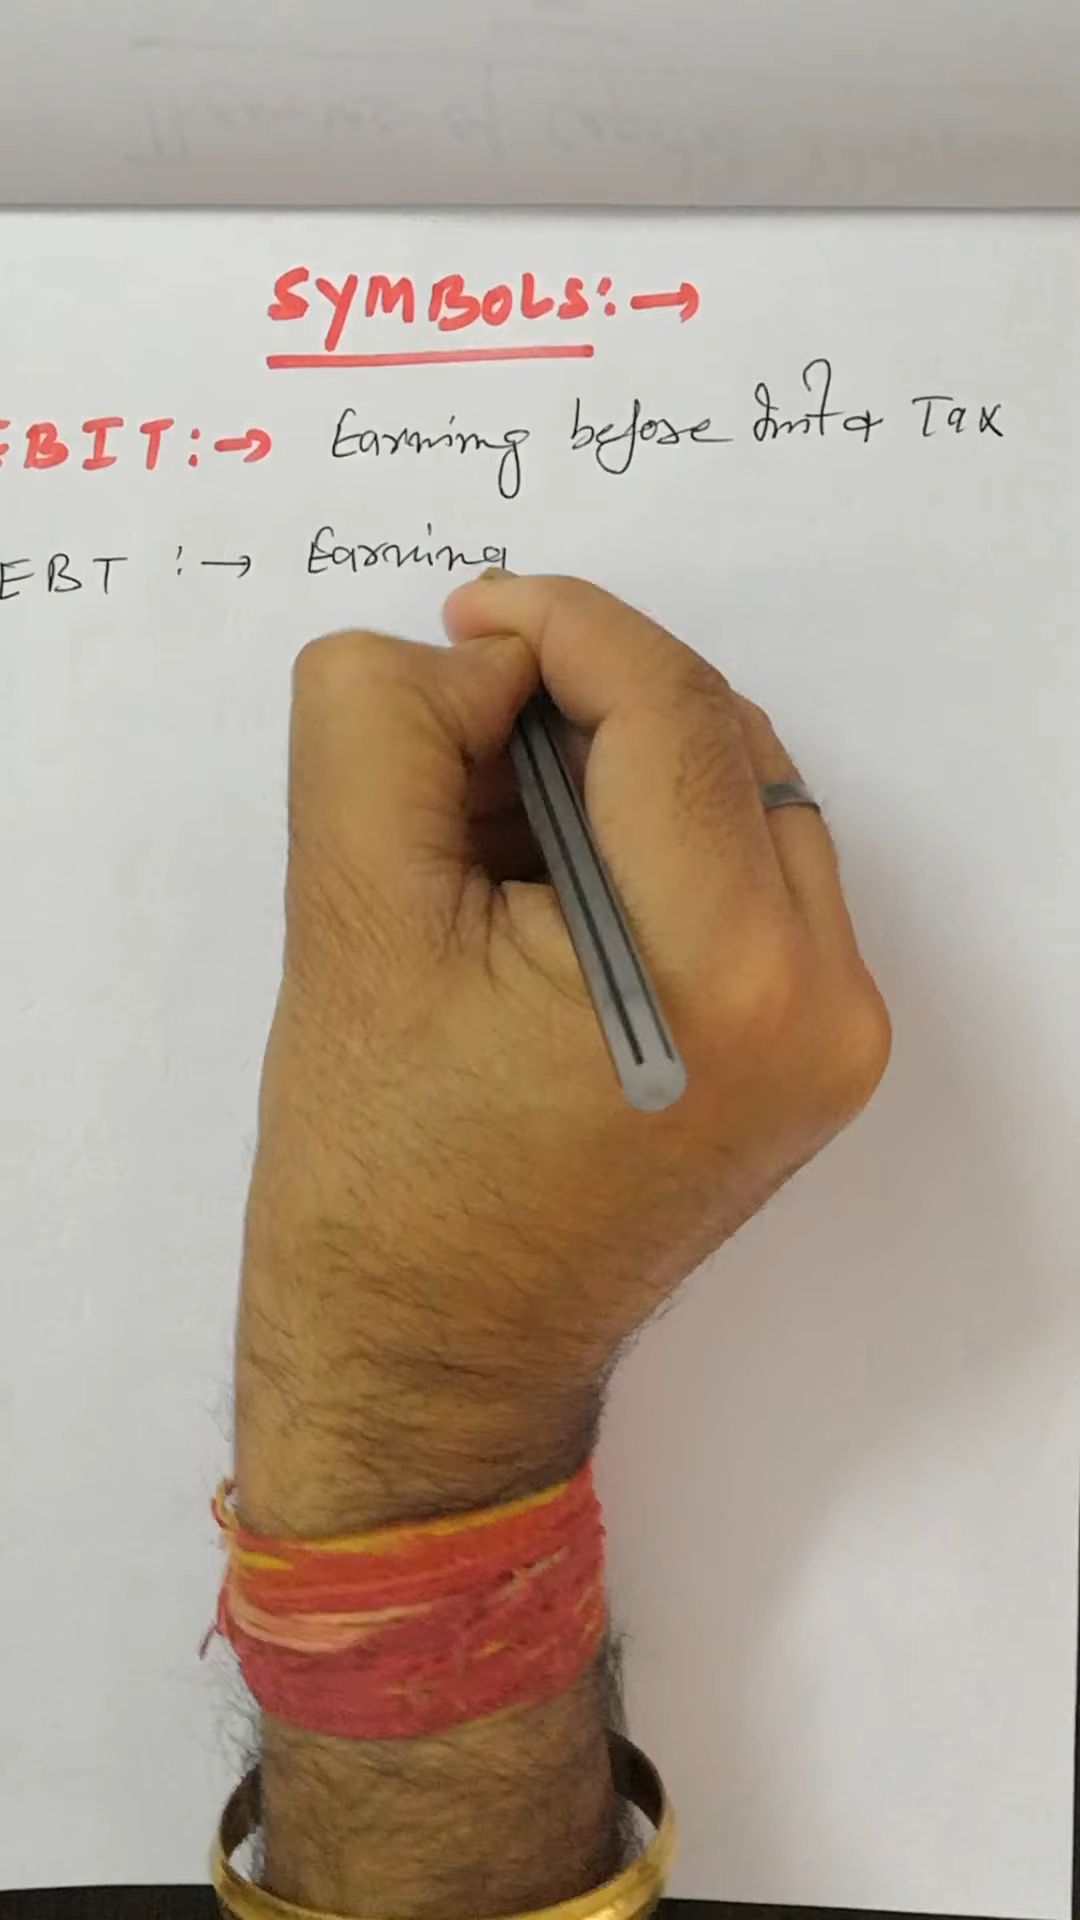 SYMBOLS:→
EBIT:→ Earning before Int & Tax
EBT :→ Earning